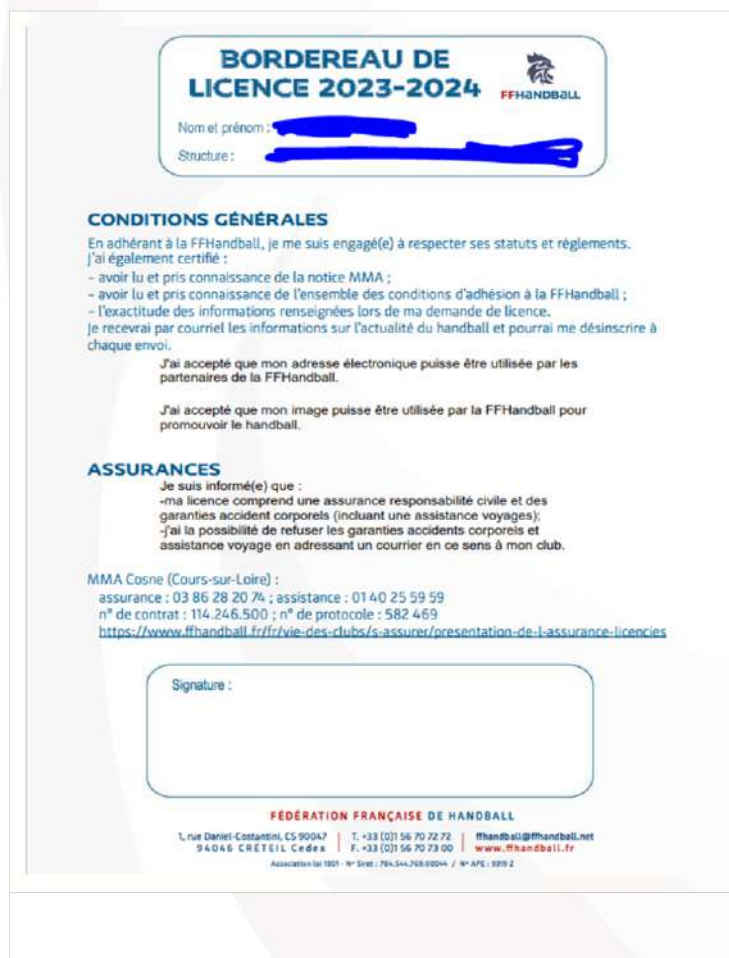 BORDEREAU DE
LICENCE 2023-2024
FFHANDBALL
Nom et prénom :
Structure :
CONDITIONS GÉNÉRALES
En adhérant à la FFHandball, je me suis engagé(e) à respecter ses statuts et règlements.
J'ai également certifié :
- avoir lu et pris connaissance de la notice MMA ;
- avoir lu et pris connaissance de l'ensemble des conditions d'adhésion à la FFHandball ;
- l'exactitude des informations renseignées lors de ma demande de licence.
Je recevrai par courriel les informations sur l'actualité du handball et pourrai me désinscrire à
chaque envoi.
J'ai accepté que mon adresse électronique puisse être utilisée par les
partenaires de la FFHandball.
J'ai accepté que mon image puisse être utilisée par la FFHandball pour
promouvoir le handball.
ASSURANCES
Je suis informé(e) que :
-ma licence comprend une assurance responsabilité civile et des
garanties accident corporels (incluant une assistance voyages);
-j'ai la possibilité de refuser les garanties accidents corporels et
assistance voyage en adressant un courrier en ce sens à mon club.
MMA Cosne (Cours-sur-Loire) :
assurance : 03 86 28 20 74 ; assistance : 01 40 25 59 59
n° de contrat : 114.246.500 ; n° de protocole : 582 469
https://www.ffhandball.fr/fr/vie-des-clubs/s-assurer/presentation-de-l-assurance-licencies
Signature :
FÉDÉRATION FRANÇAISE DE HANDBALL
1, rue Daniel-Costantini, CS 90047 | T. +33 (0)1 56 70 72 72 | ffhandball@ffhandball.net
94046 CRÉTEIL Cedex | F. +33 (0)1 56 70 73 00 | www.ffhandball.fr
Association loi 1901 - N° Siret : 784.544.769.00044 / N° APE : 9319 Z